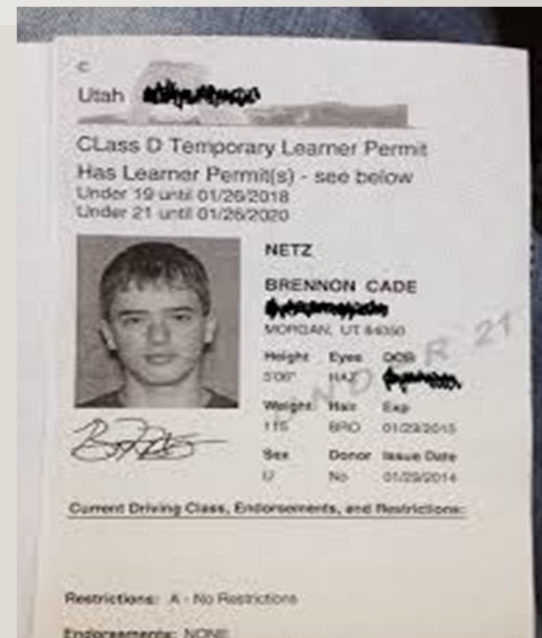 C
Utah
CLass D Temporary Learner Permit
Has Learner Permit(s) - see below
Under 19 until 01/26/2018
Under 21 until 01/26/2020
NETZ
BRENNON CADE
MORGAN, UT 84050
Height Eyes DOB
5'06" HAZ
Weight Hair Exp
115 BRO 01/29/2015
Sex Donor Issue Date
No 01/29/2014
UNDER 21
Current Driving Class, Endorsements, and Restrictions:
Restrictions: A - No Restrictions
Endorsements: NONE